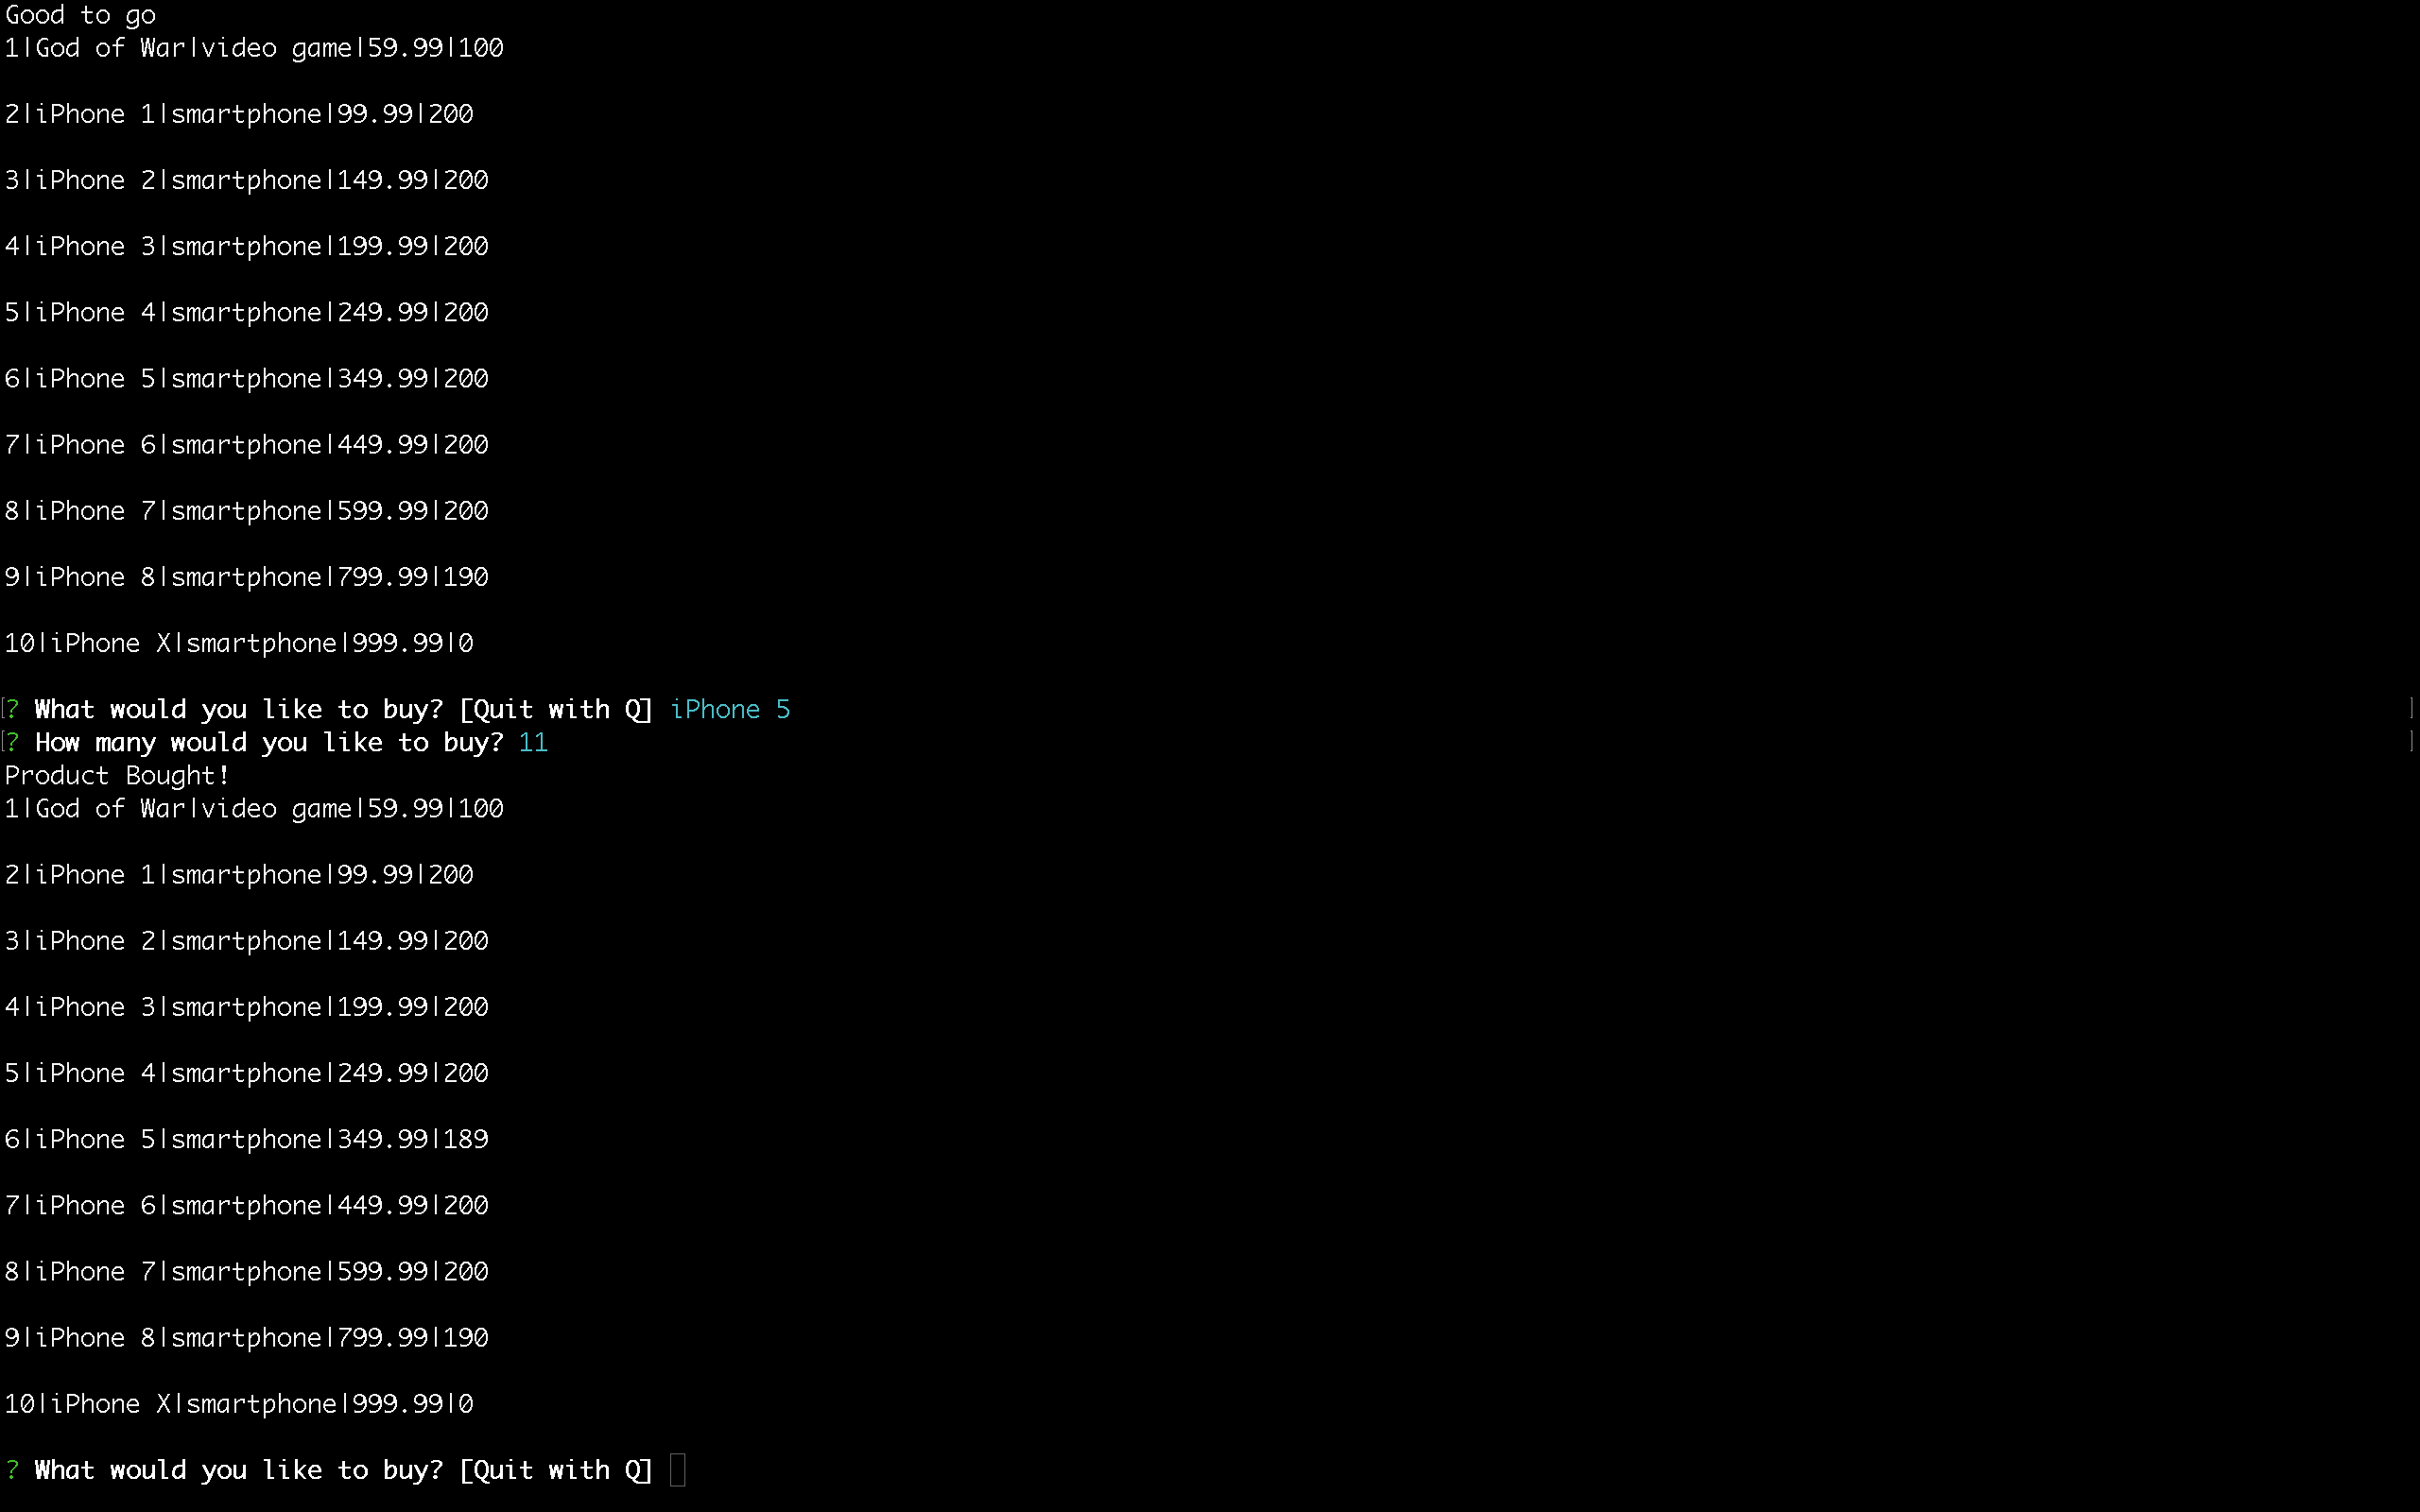 Good to go
1|God of War|video game|59.99|100
2|iPhone 1|smartphone|99.99|200
3|iPhone 2|smartphone|149.99|200
4|iPhone 3|smartphone|199.99|200
5|iPhone 4|smartphone|249.99|200
6|iPhone 5|smartphone|349.99|200
7|iPhone 6|smartphone|449.99|200
8|iPhone 7|smartphone|599.99|200
9|iPhone 8|smartphone|799.99|190
10|iPhone X|smartphone|999.99|0
[? What would you like to buy? [Quit with Q] iPhone 5 ]
[? How many would you like to buy? 11 ]
Product Bought!
1|God of War|video game|59.99|100
2|iPhone 1|smartphone|99.99|200
3|iPhone 2|smartphone|149.99|200
4|iPhone 3|smartphone|199.99|200
5|iPhone 4|smartphone|249.99|200
6|iPhone 5|smartphone|349.99|189
7|iPhone 6|smartphone|449.99|200
8|iPhone 7|smartphone|599.99|200
9|iPhone 8|smartphone|799.99|190
10|iPhone X|smartphone|999.99|0
? What would you like to buy? [Quit with Q]